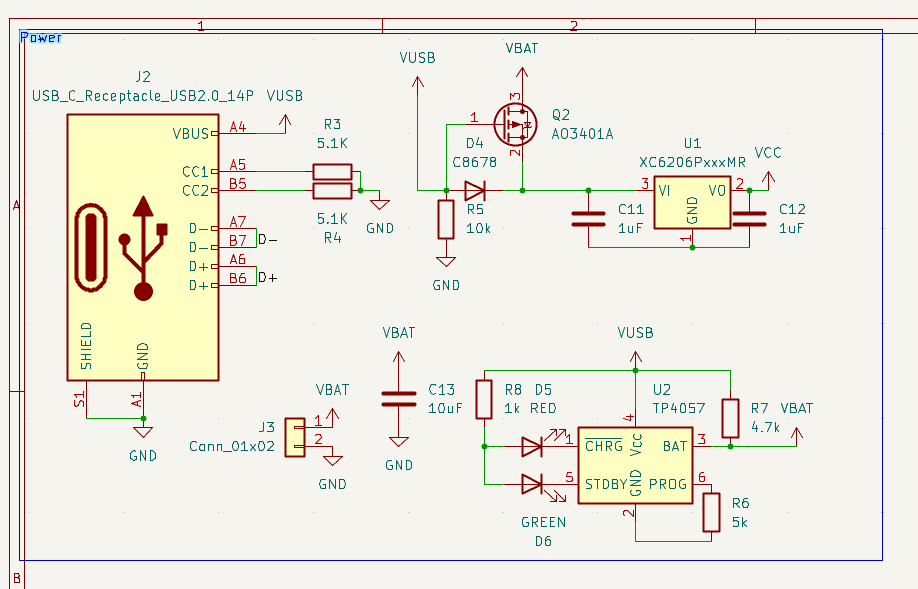 1
2
Power
A
B
J2
USB_C_Receptacle_USB2.0_14P
VUSB
VBUS
A4
CC1
A5
CC2
B5
D-
A7
D-
B7
D-
D+
A6
D+
B6
D+
SHIELD
GND
S1
A1
GND
R3
5.1K
5.1K
R4
GND
VUSB
VBAT
3
1
2
Q2
AO3401A
D4
C8678
R5
10k
GND
U1
XC6206PxxxMR
VCC
3
VI
VO
2
GND
1
C11
1uF
C12
1uF
J3
Cann_01x02
1
2
VBAT
GND
VBAT
C13
10uF
GND
VUSB
R8
1k
D5
RED
U2
TP4057
4
R7
4.7k
VBAT
1
CHRG
Vcc
BAT
3
5
STDBY
GND
PROG
6
2
R6
5k
GREEN
D6